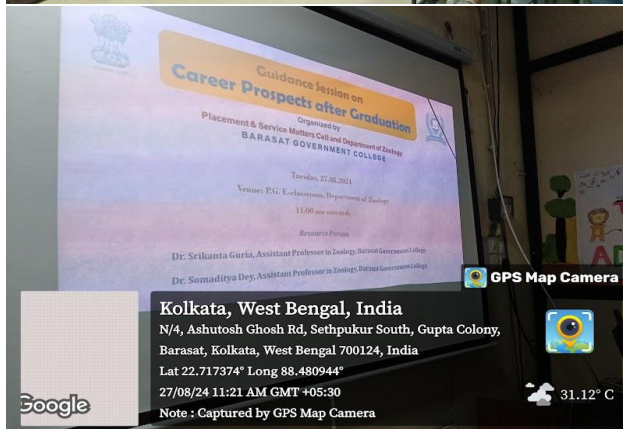 Guidance Session on
Career Prospects after Graduation
Organized by
Placement & Service Matters Cell and Department of Zoology
BARASAT GOVERNMENT COLLEGE
Tuesday, 27.08.2024
Venue: P.G. E-classroom, Department of Zoology
11:00 am onwards
Resource Person
Dr. Srikanta Guria, Assistant Professor in Zoology, Barasat Government College
Dr. Somaditya Dey, Assistant Professor in Zoology, Barasat Government College
GPS Map Camera
Kolkata, West Bengal, India
N/4, Ashutosh Ghosh Rd, Sethpukur South, Gupta Colony,
Barasat, Kolkata, West Bengal 700124, India
Lat 22.717374° Long 88.480944°
27/08/24 11:21 AM GMT +05:30
Note : Captured by GPS Map Camera
Google
31.12° C